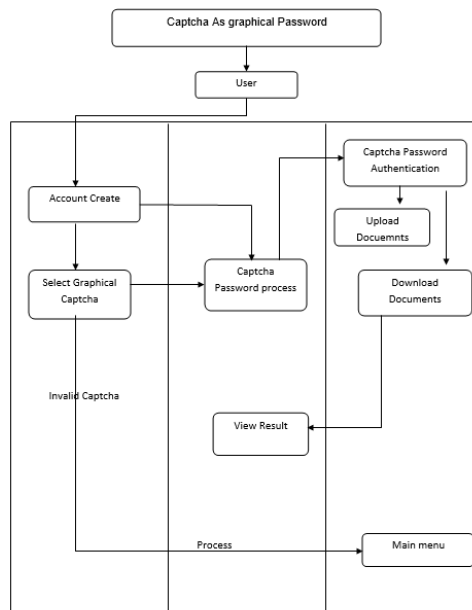 Captcha As graphical Password
User
Captcha Password
Authentication
Account Create
Upload
Docuemnts
Select Graphical
Captcha
Captcha
Password process
Download
Documents
Invalid Captcha
View Result
Process
Main menu